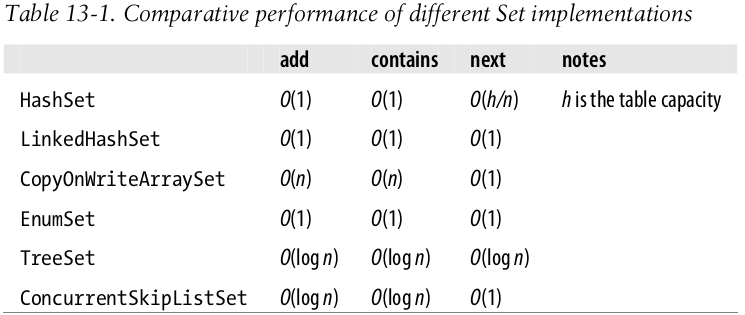 Table 13-1. Comparative performance of different Set implementations
add contains next notes
HashSet O(1) O(1) O(h/n) h is the table capacity
LinkedHashSet O(1) O(1) O(1)
CopyOnWriteArraySet O(n) O(n) O(1)
EnumSet O(1) O(1) O(1)
TreeSet O(log n) O(log n) O(log n)
ConcurrentSkipListSet O(log n) O(log n) O(1)